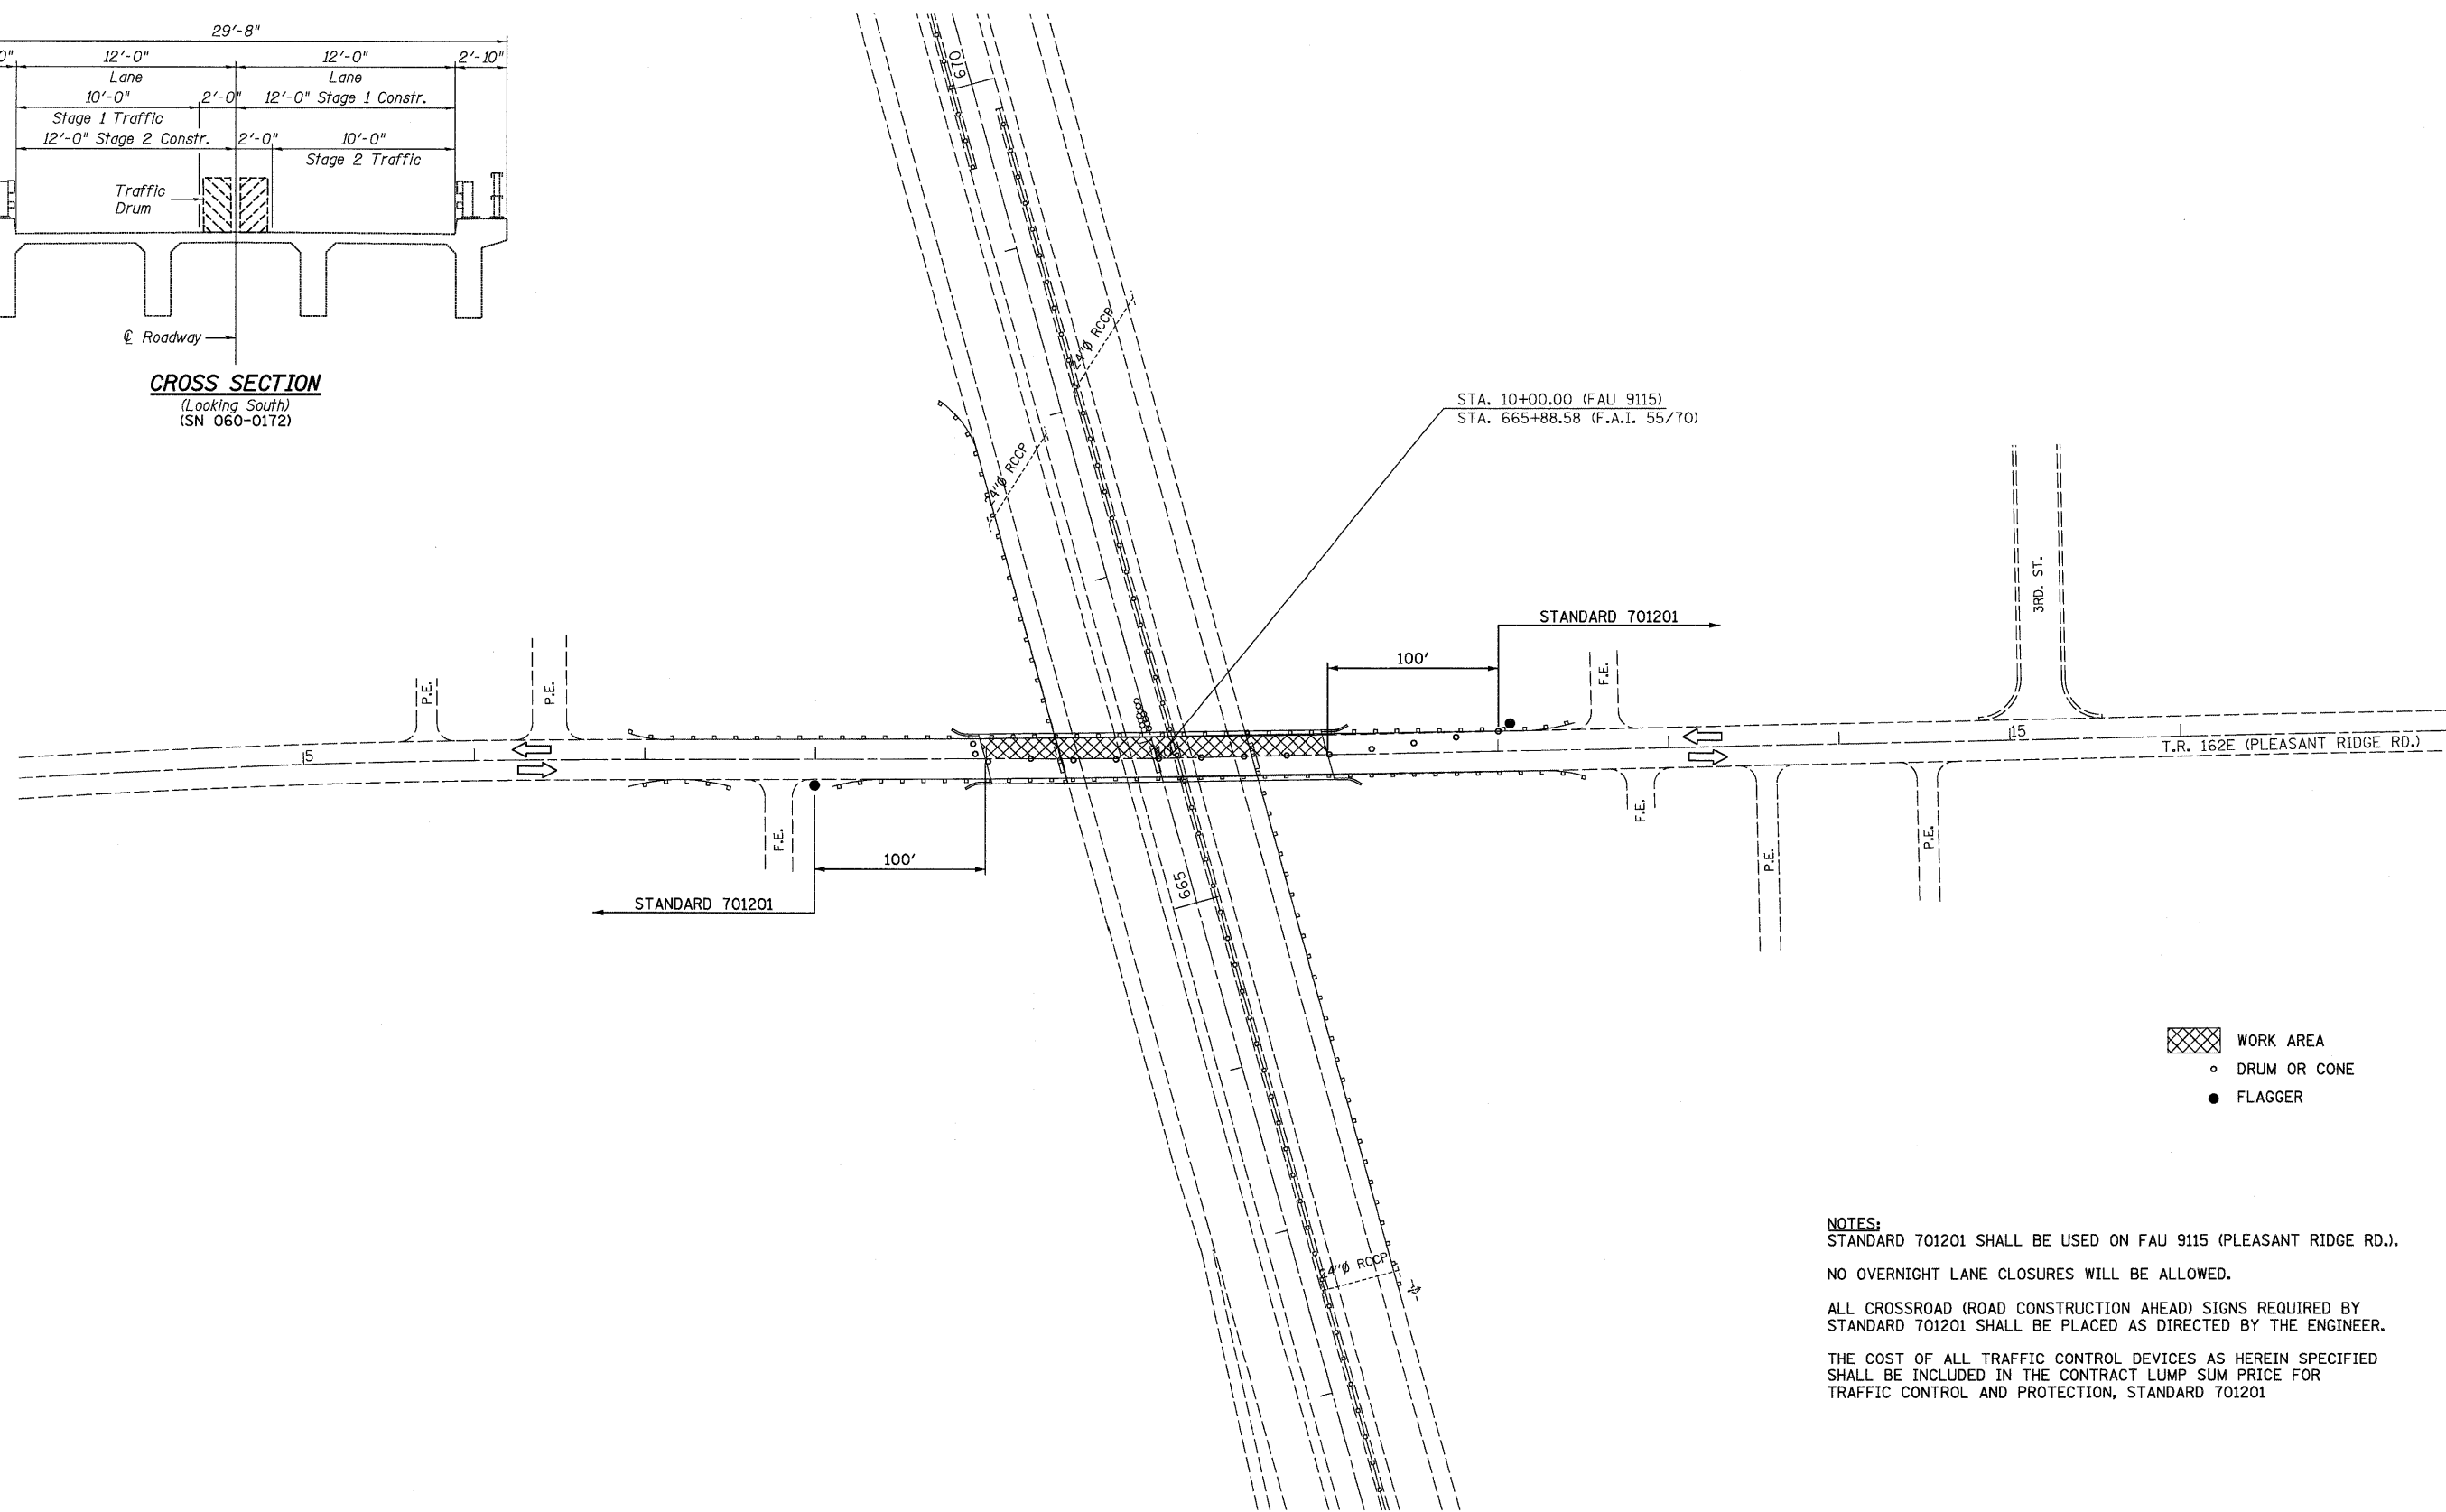 29'-8"
0"
12'-0"
12'-0"
2'-10"
Lane
Lane
10'-0"
2'-0"
12'-0" Stage 1 Constr.
Stage 1 Traffic
12'-0" Stage 2 Constr.
2'-0"
10'-0"
Stage 2 Traffic
Traffic
Drum
℄ Roadway
CROSS SECTION
(Looking South)
(SN 060-0172)
670
24"Ø RCCP
24"Ø RCCP
STA. 10+00.00 (FAU 9115)
STA. 665+88.58 (F.A.I. 55/70)
3RD. ST.
STANDARD 701201
100'
F.E.
P.E.
P.E.
5
15
T.R. 162E (PLEASANT RIDGE RD.)
F.E.
F.E.
P.E.
P.E.
100'
STANDARD 701201
665
24"Ø RCCP
WORK AREA
DRUM OR CONE
FLAGGER
NOTES:
STANDARD 701201 SHALL BE USED ON FAU 9115 (PLEASANT RIDGE RD.).
NO OVERNIGHT LANE CLOSURES WILL BE ALLOWED.
ALL CROSSROAD (ROAD CONSTRUCTION AHEAD) SIGNS REQUIRED BY
STANDARD 701201 SHALL BE PLACED AS DIRECTED BY THE ENGINEER.
THE COST OF ALL TRAFFIC CONTROL DEVICES AS HEREIN SPECIFIED
SHALL BE INCLUDED IN THE CONTRACT LUMP SUM PRICE FOR
TRAFFIC CONTROL AND PROTECTION, STANDARD 701201